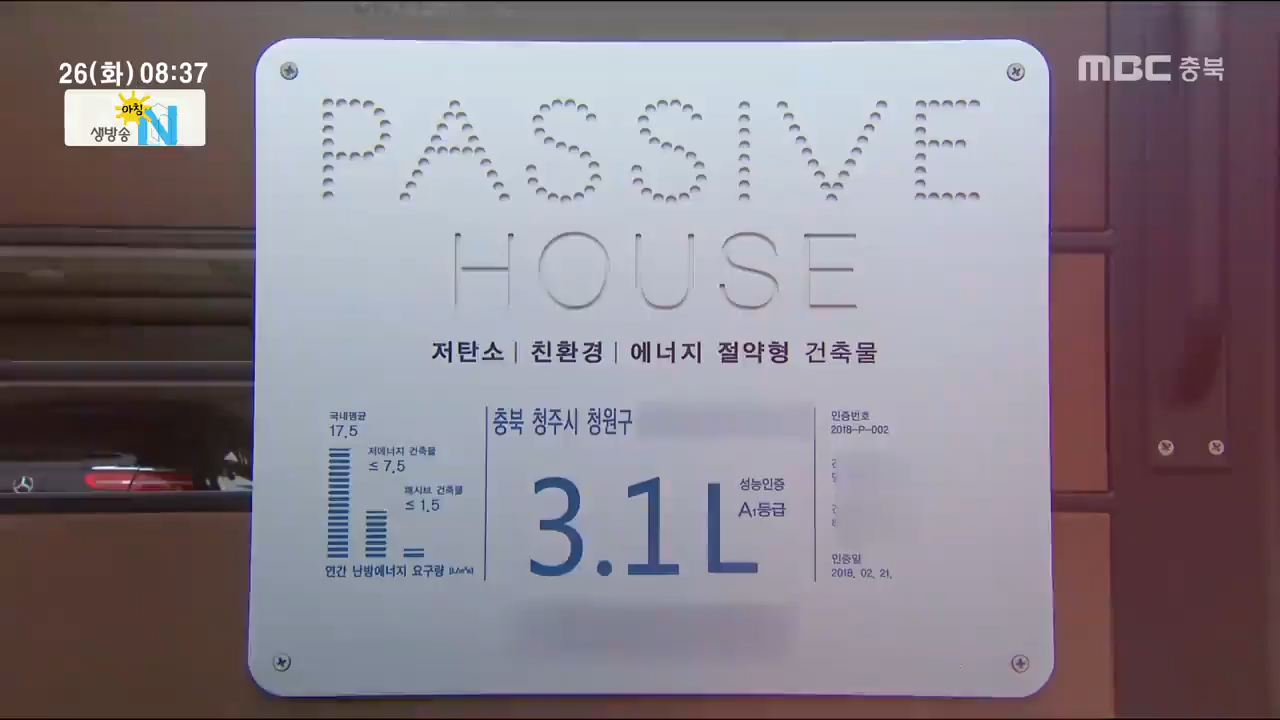 26(화) 08:37
아침
생방송 N
MBC 충북
PASSIVE
HOUSE
저탄소 | 친환경 | 에너지 절약형 건축물
국내평균
17.5
저에너지 건축물
≤ 7.5
패시브 건축물
≤ 1.5
연간 난방에너지 요구량 [L/m²a]
충북 청주시 청원구
3.1L
성능인증
A1등급
인증번호
2018-P-002
인증일
2018. 02. 21.